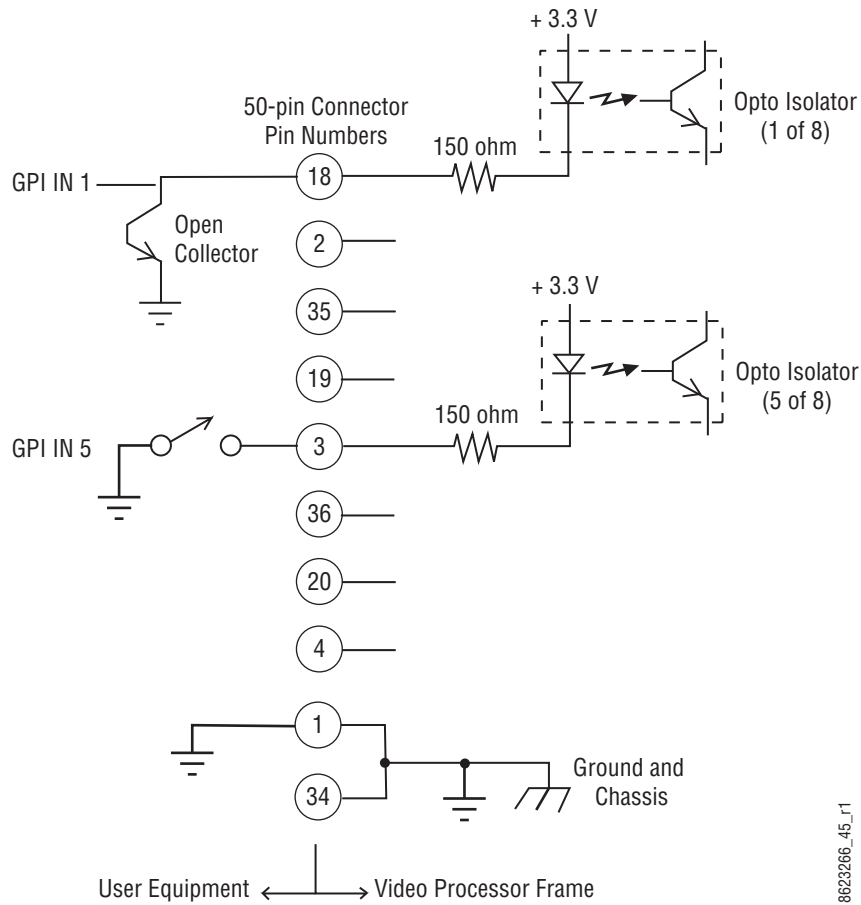 + 3.3 V
50-pin Connector
Pin Numbers
150 ohm
Opto Isolator
(1 of 8)
GPI IN 1
18
Open
Collector
2
35
+ 3.3 V
19
150 ohm
Opto Isolator
(5 of 8)
GPI IN 5
3
36
20
4
1
34
Ground and
Chassis
User Equipment
Video Processor Frame
8623266_45_r1